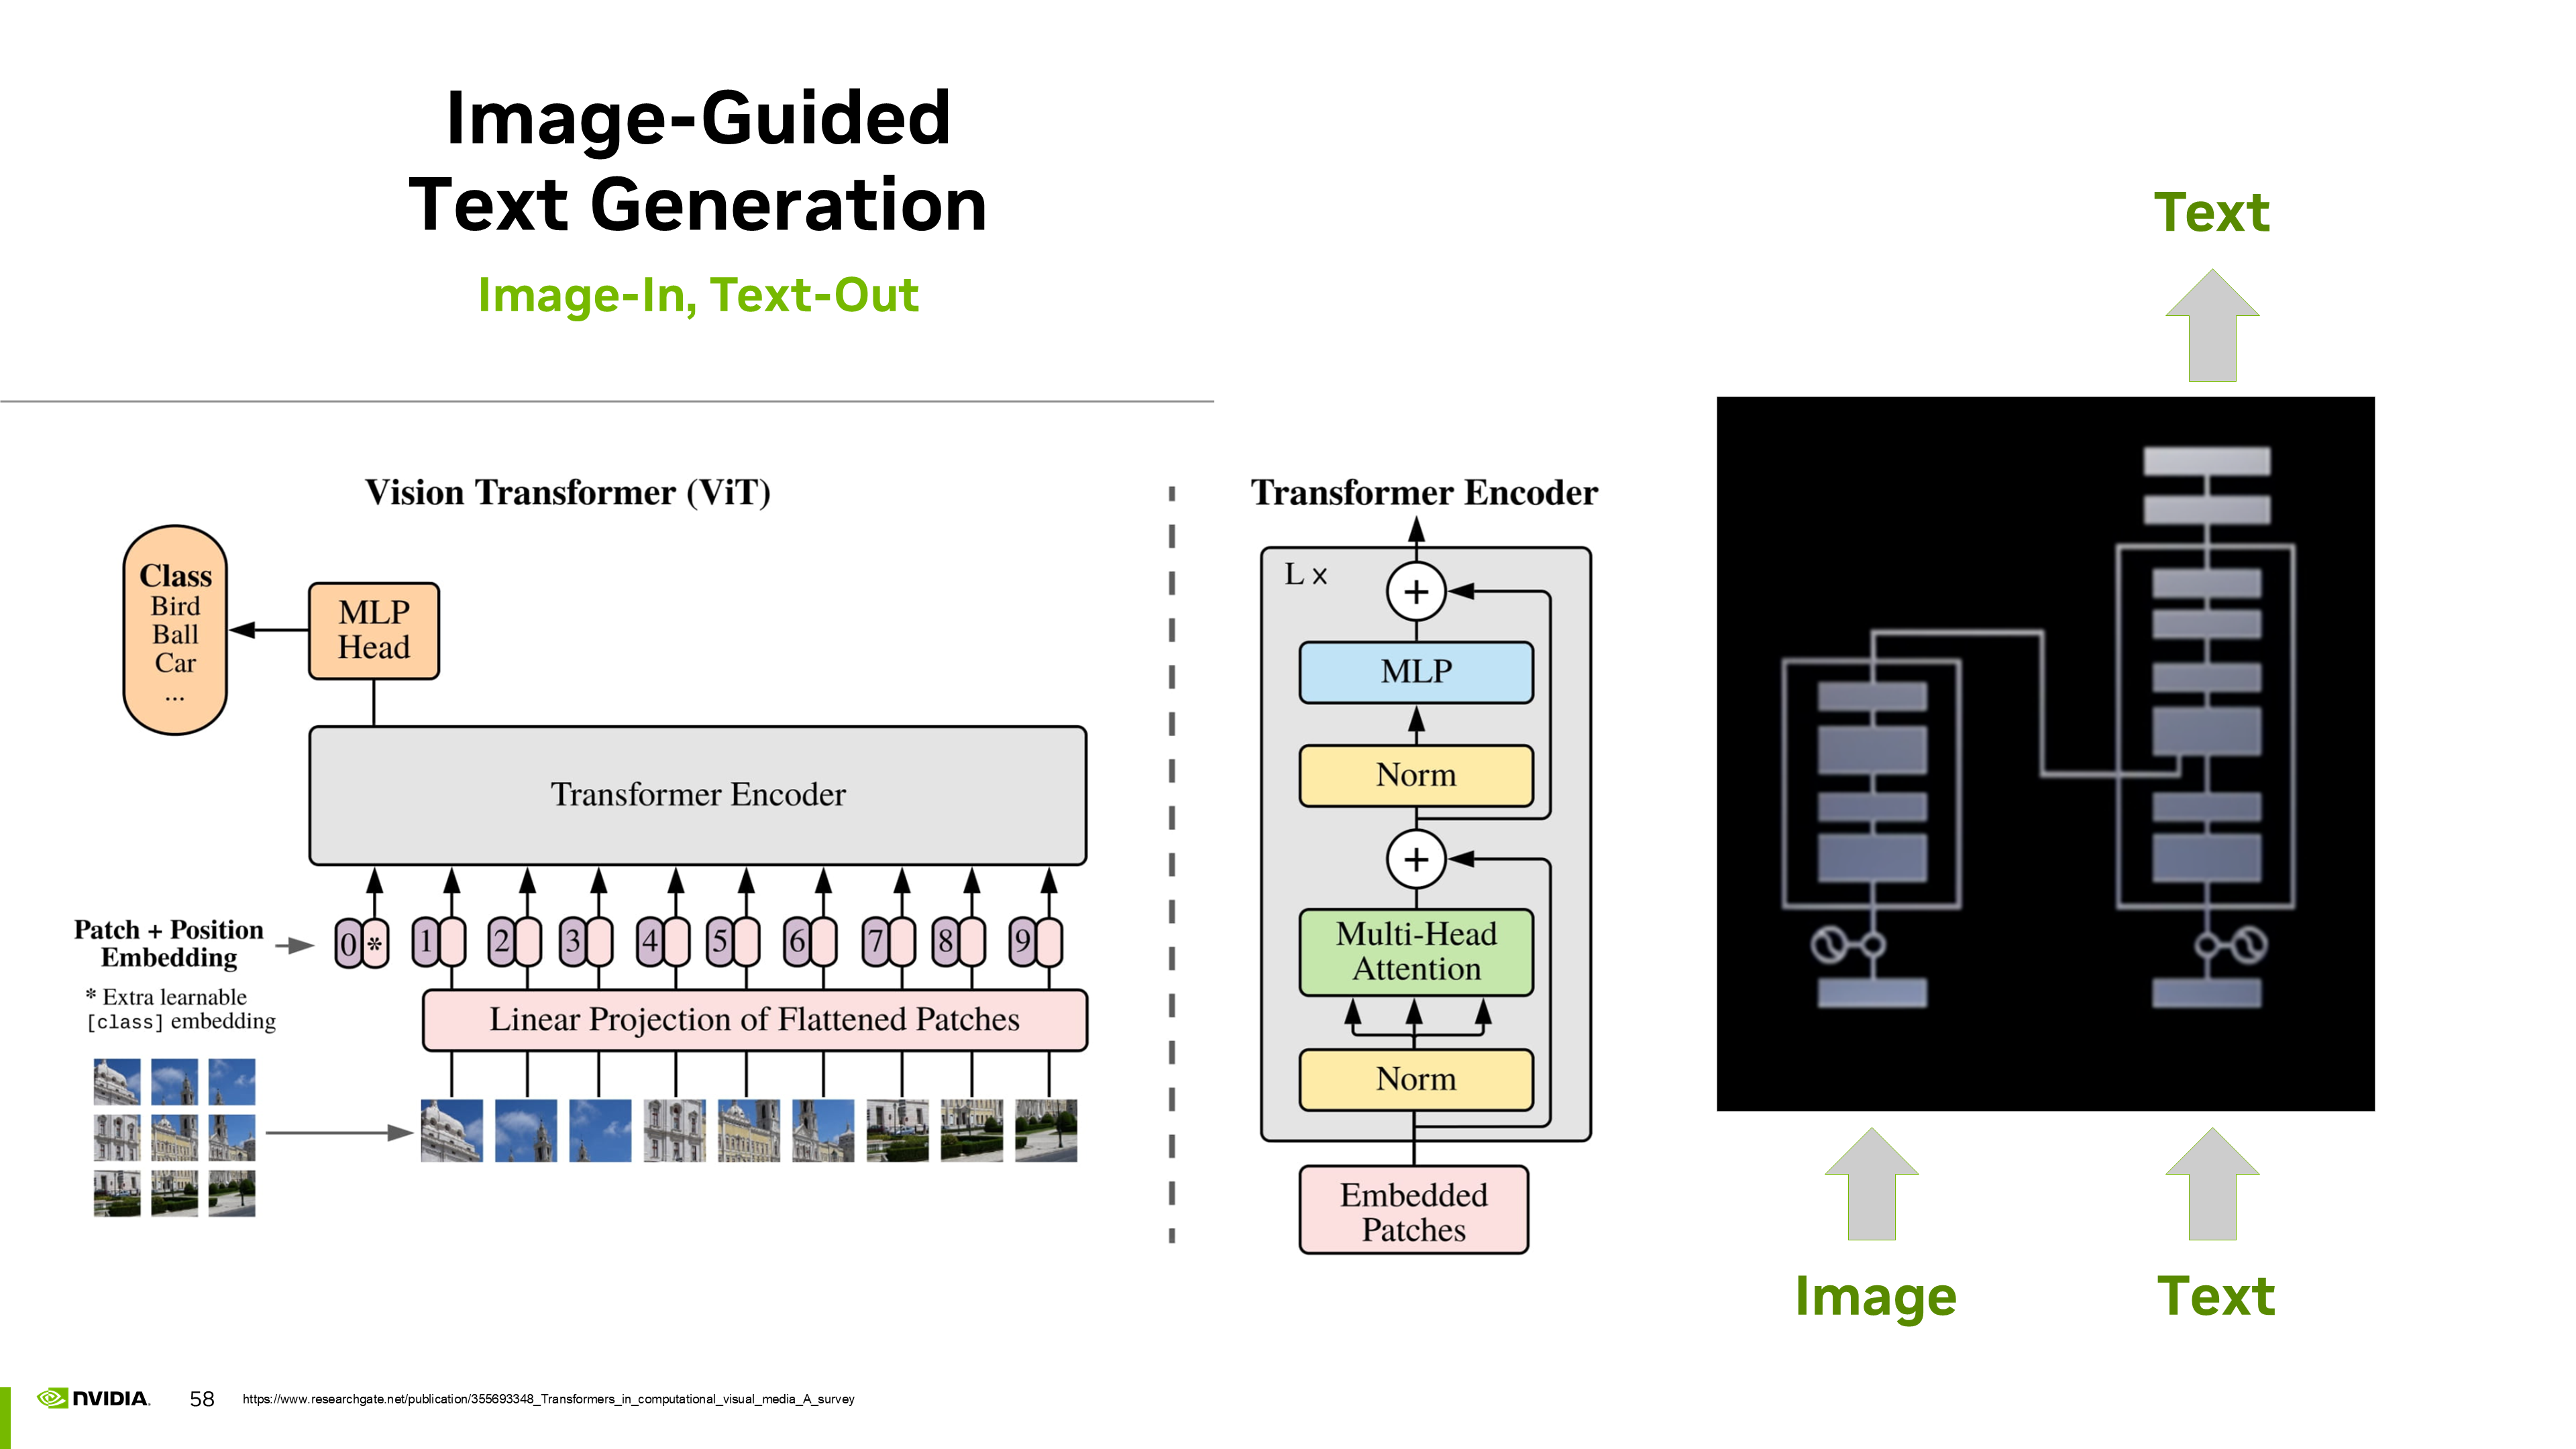 Image-Guided
Text Generation
Image-In, Text-Out
Text
Vision Transformer (ViT)
Class
Bird
Ball
Car
...
MLP
Head
Transformer Encoder
Patch + Position
Embedding
* Extra learnable
[class] embedding
0 * 1 2 3 4 5 6 7 8 9
Linear Projection of Flattened Patches
Transformer Encoder
L x
+
MLP
Norm
+
Multi-Head
Attention
Norm
Embedded
Patches
Image
Text
NVIDIA.
58
https://www.researchgate.net/publication/355693348_Transformers_in_computational_visual_media_A_survey